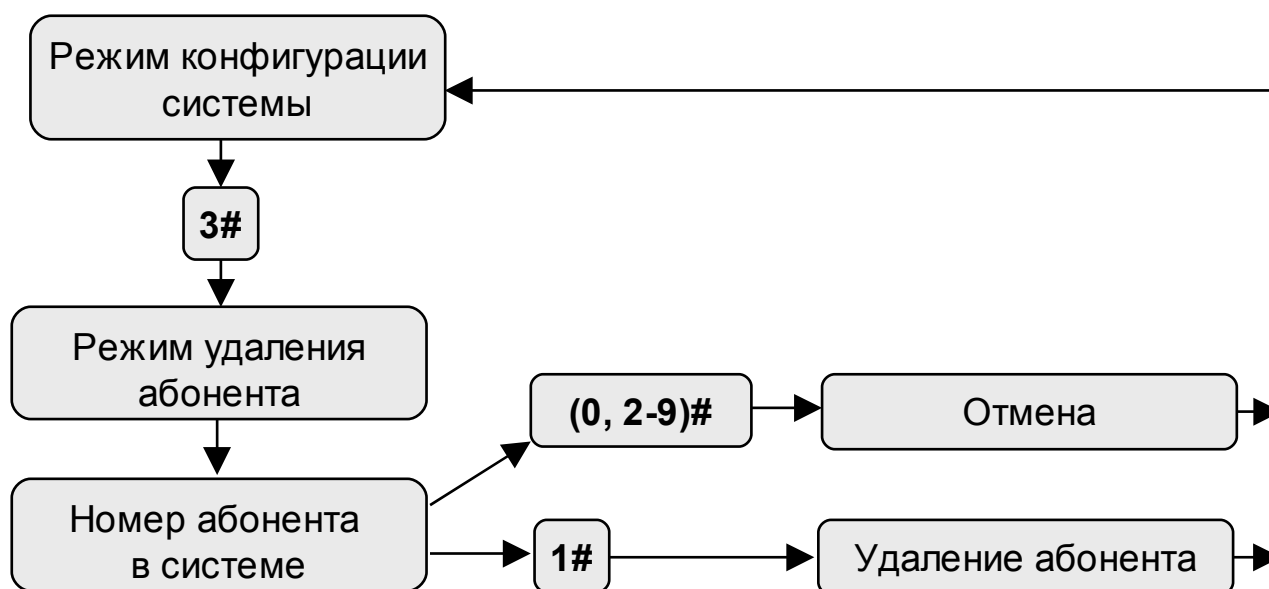 Режим конфигурации
системы
3#
Режим удаления
абонента
(0, 2-9)#
Отмена
Номер абонента
в системе
1#
Удаление абонента